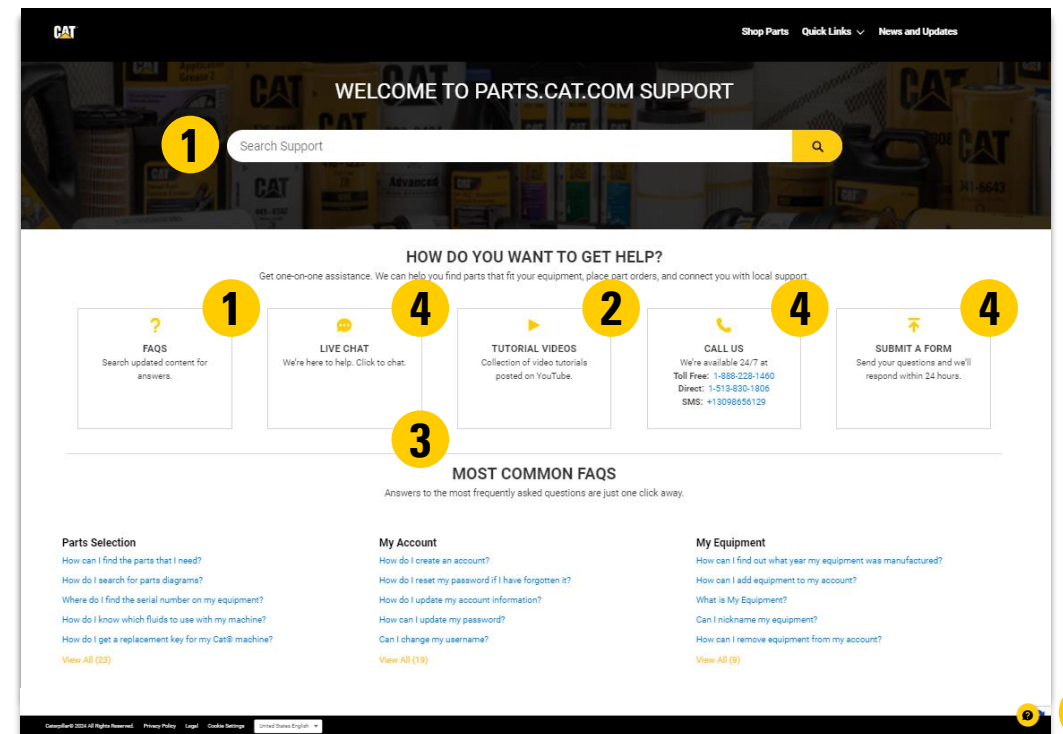 CAT
Shop Parts Quick Links News and Updates
WELCOME TO PARTS.CAT.COM SUPPORT
1
Search Support
CAT
CAT
CAT
CAT
Advanced
341-6643
HOW DO YOU WANT TO GET HELP?
Get one-on-one assistance. We can help you find parts that fit your equipment, place part orders, and connect you with local support.
1
4
2
4
4
?
FAQS
Search updated content for
answers.
LIVE CHAT
We're here to help. Click to chat.
TUTORIAL VIDEOS
Collection of video tutorials
posted on YouTube.
CALL US
We're available 24/7 at
Toll Free: 1-888-228-1460
Direct: 1-513-830-1806
SMS: +13098656129
SUBMIT A FORM
Send your questions and we'll
respond within 24 hours.
3
MOST COMMON FAQS
Answers to the most frequently asked questions are just one click away.
Parts Selection
How can I find the parts that I need?
How do I search for parts diagrams?
Where do I find the serial number on my equipment?
How do I know which fluids to use with my machine?
How do I get a replacement key for my Cat® machine?
View All (23)
My Account
How do I create an account?
How do I reset my password if I have forgotten it?
How do I update my account information?
How can I update my password?
Can I change my username?
View All (19)
My Equipment
How can I find out what year my equipment was manufactured?
How can I add equipment to my account?
What is My Equipment?
Can I nickname my equipment?
How can I remove equipment from my account?
View All (9)
Caterpillar© 2024 All Rights Reserved. Privacy Policy Legal Cookie Settings United States English
?